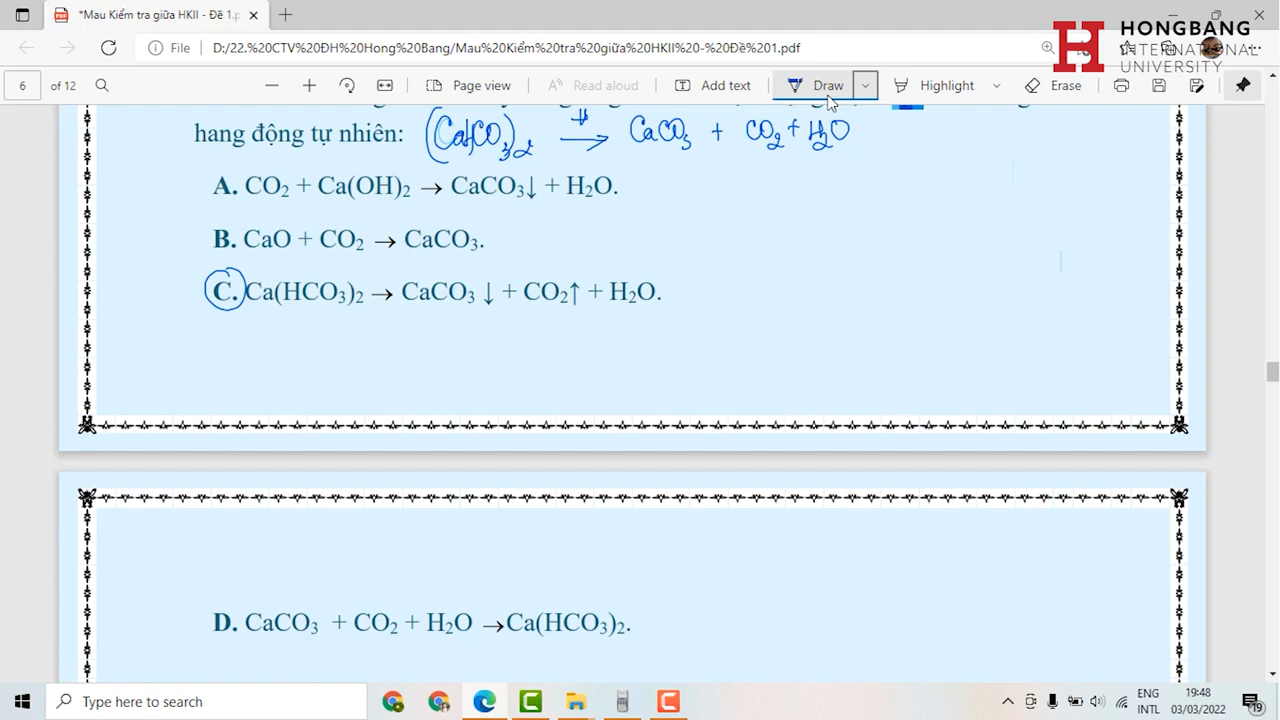 *Mau Kiểm tra giữa HKII - Đề 1.p
File D:/22.%20CTV%20ĐH%20Hong%20Bang/Mau%20Kiểm%20tra%20giữa%20HKII%20-%20Đề%201.pdf
HONGBANG
INTERNATIONAL
UNIVERSITY
6 of 12 Page view Read aloud Add text Draw Highlight Erase
hang động tự nhiên: Ca(HCO3)2 → CaCO3 + CO2 + H2O
A. CO2 + Ca(OH)2 → CaCO3↓ + H2O.
B. CaO + CO2 → CaCO3.
C. Ca(HCO3)2 → CaCO3 ↓ + CO2↑ + H2O.
D. CaCO3 + CO2 + H2O →Ca(HCO3)2.
Type here to search
ENG 19:48
INTL 03/03/2022 19